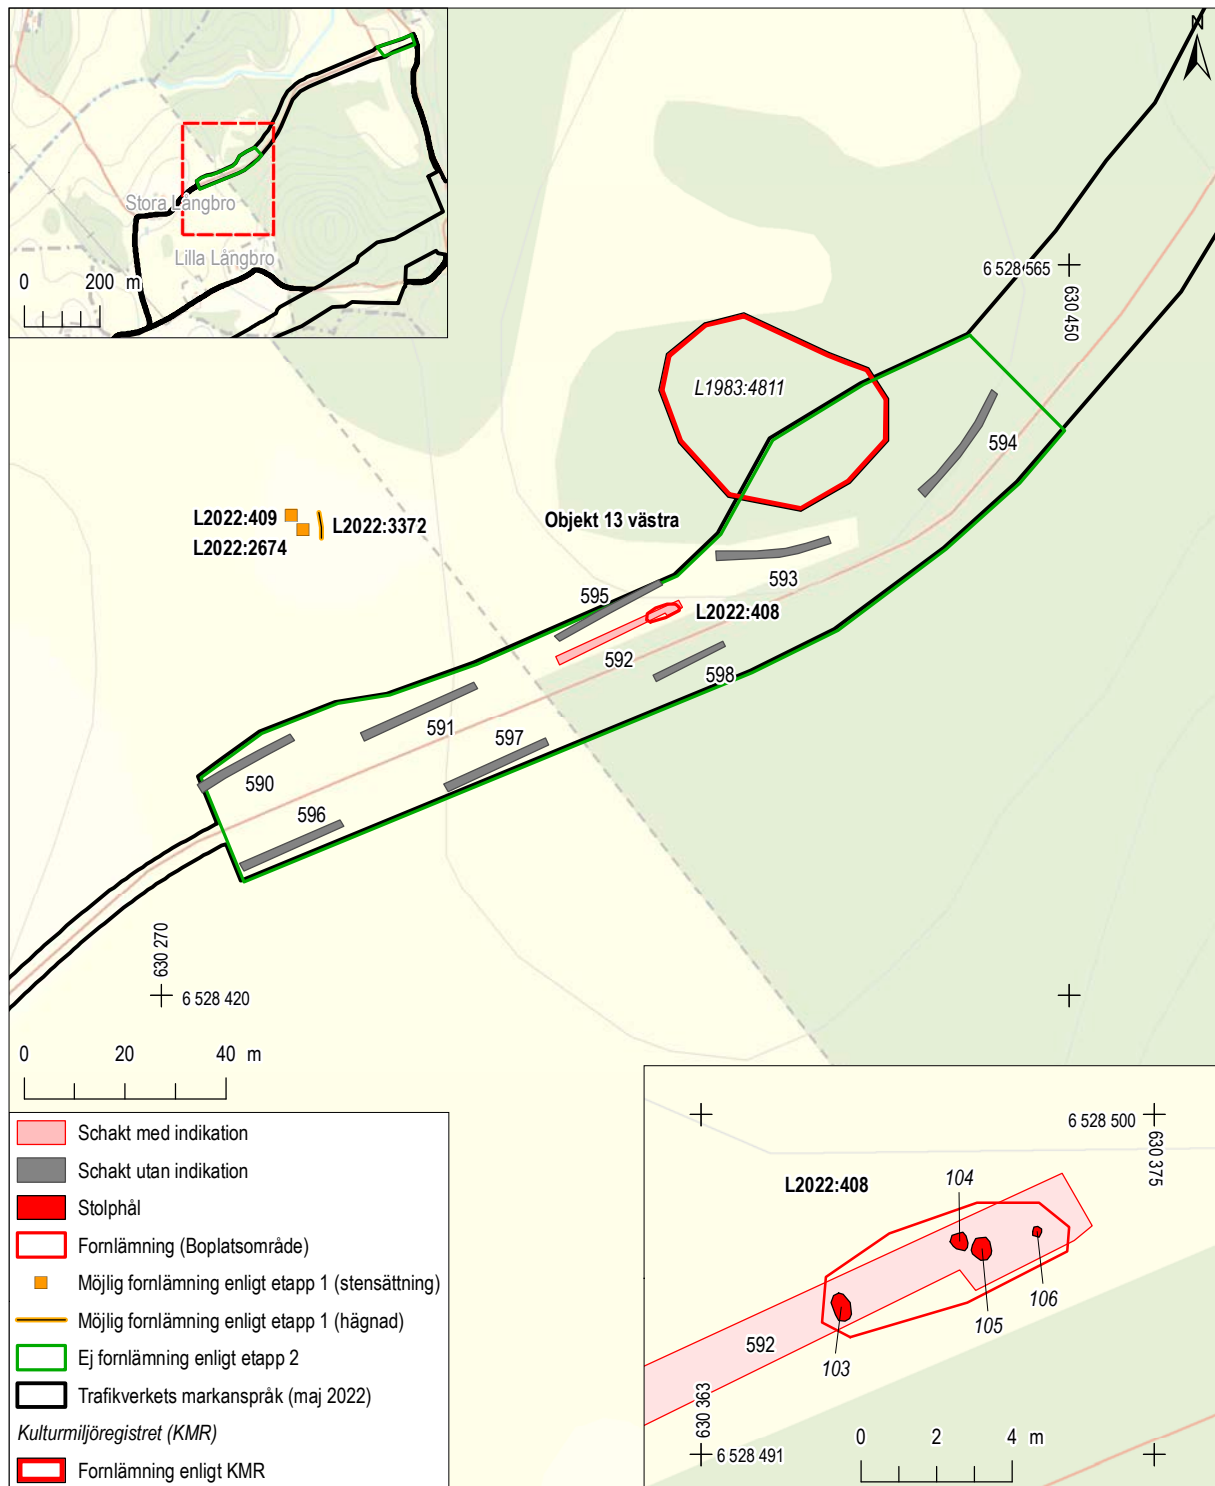 N
Stora Långbro
Lilla Långbro
0 200 m
6 528 565
630 450
L1983:4811
594
L2022:409
L2022:3372
L2022:2674
Objekt 13 västra
593
595
L2022:408
592
598
591
597
590
596
630 270
6 528 420
0 20 40 m
Schakt med indikation
Schakt utan indikation
Stolphål
Fornlämning (Boplatsområde)
Möjlig fornlämning enligt etapp 1 (stensättning)
Möjlig fornlämning enligt etapp 1 (hägnad)
Ej fornlämning enligt etapp 2
Trafikverkets markanspråk (maj 2022)
Kulturmiljöregistret (KMR)
Fornlämning enligt KMR
6 528 500
630 375
L2022:408
104
106
105
592
103
630 363
6 528 491
0 2 4 m